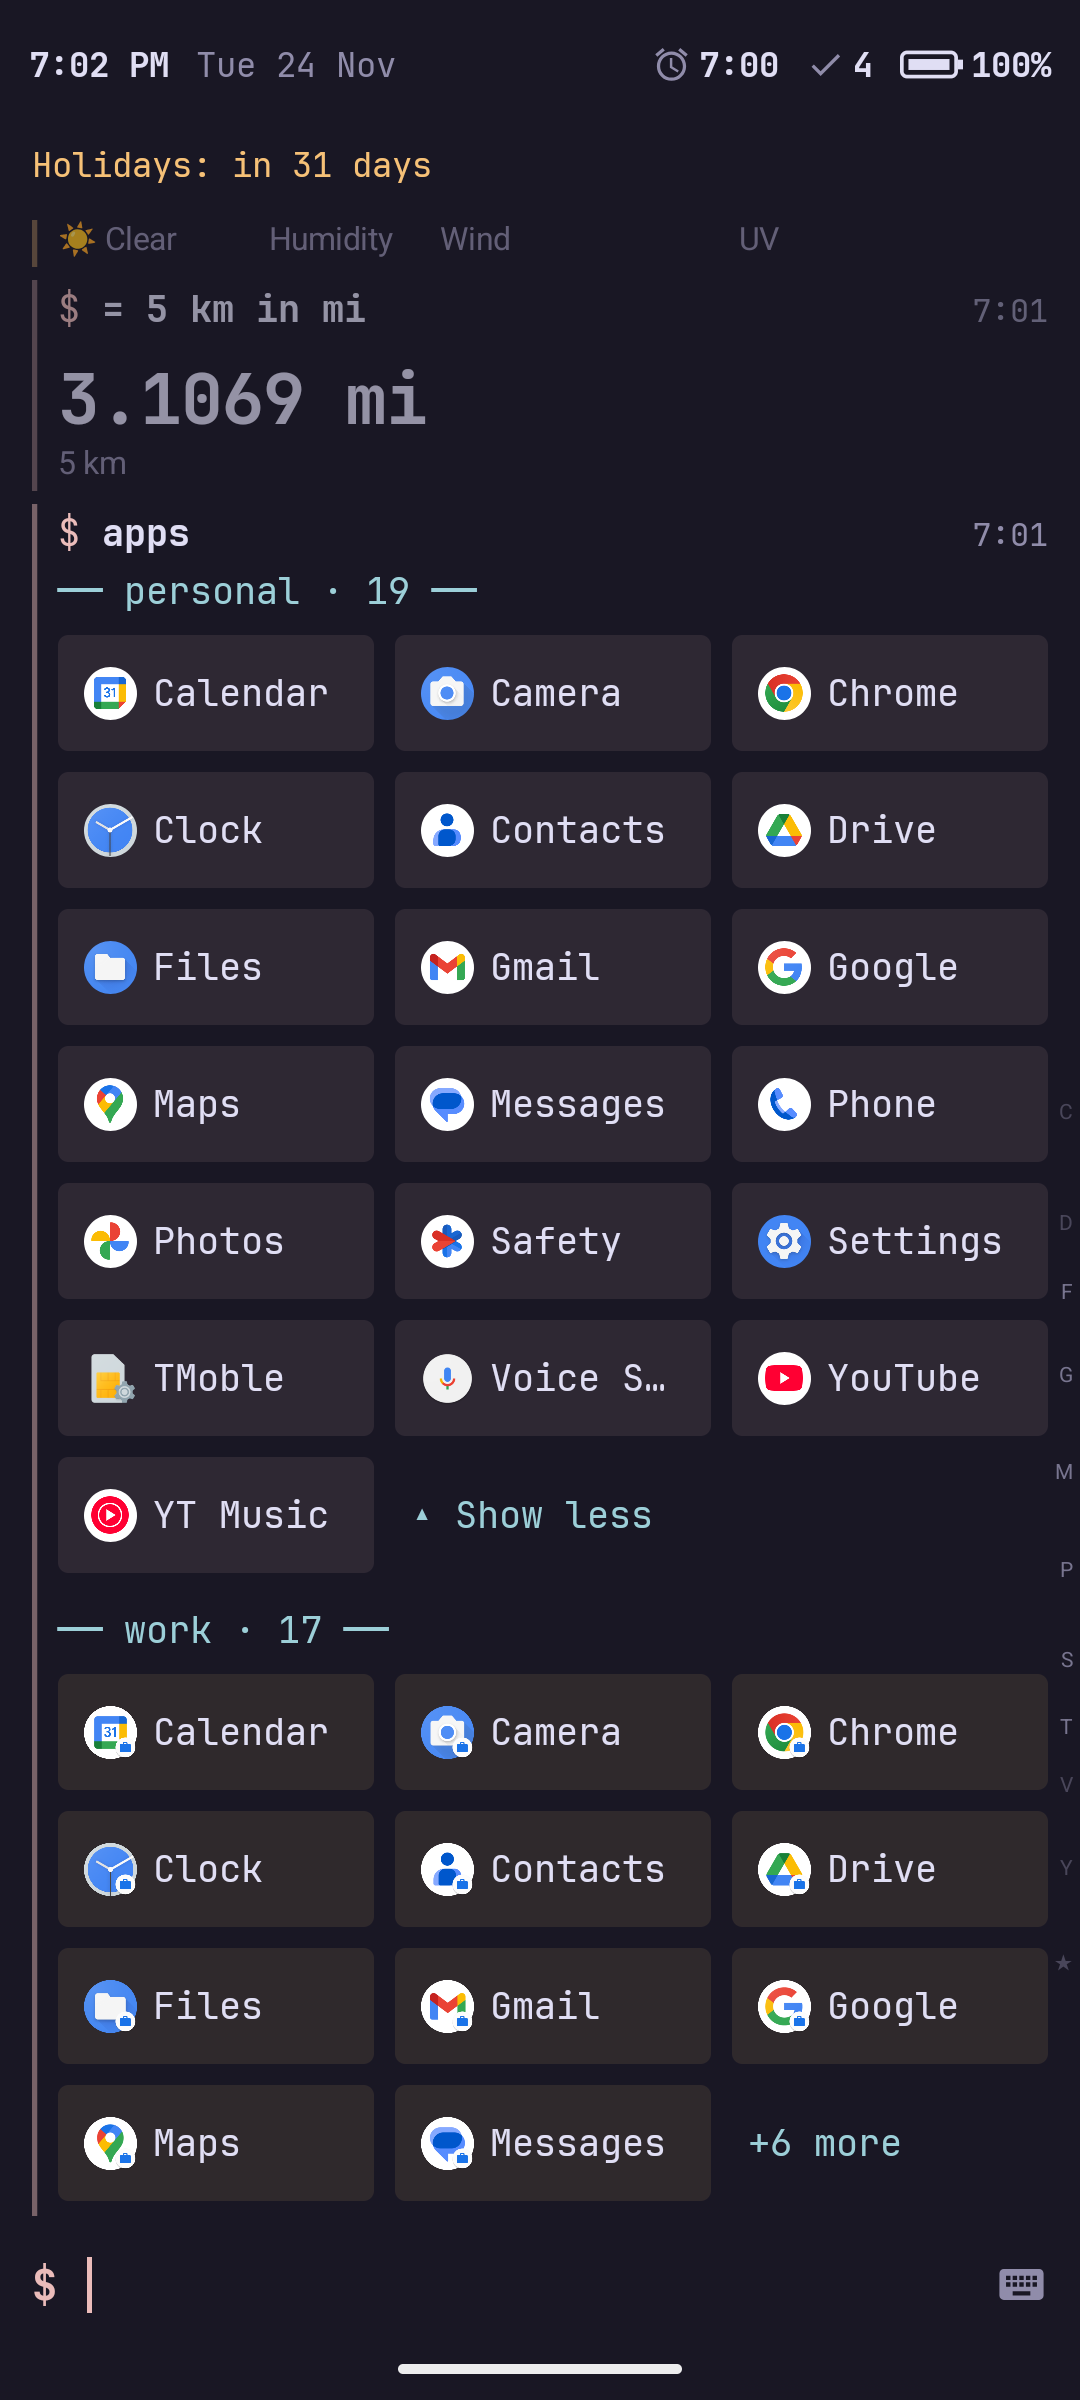 7:02 PM Tue 24 Nov 7:00 4 100%
Holidays: in 31 days
Clear Humidity Wind UV
$ = 5 km in mi 7:01
3.1069 mi
5 km
$ apps 7:01
personal · 19
Calendar Camera Chrome
Clock Contacts Drive
Files Gmail Google
Maps Messages Phone
Photos Safety Settings
TMoble Voice S… YouTube
YT Music ▲ Show less
work · 17
Calendar Camera Chrome
Clock Contacts Drive
Files Gmail Google
Maps Messages +6 more
$
C
D
F
G
M
P
S
T
V
Y
★